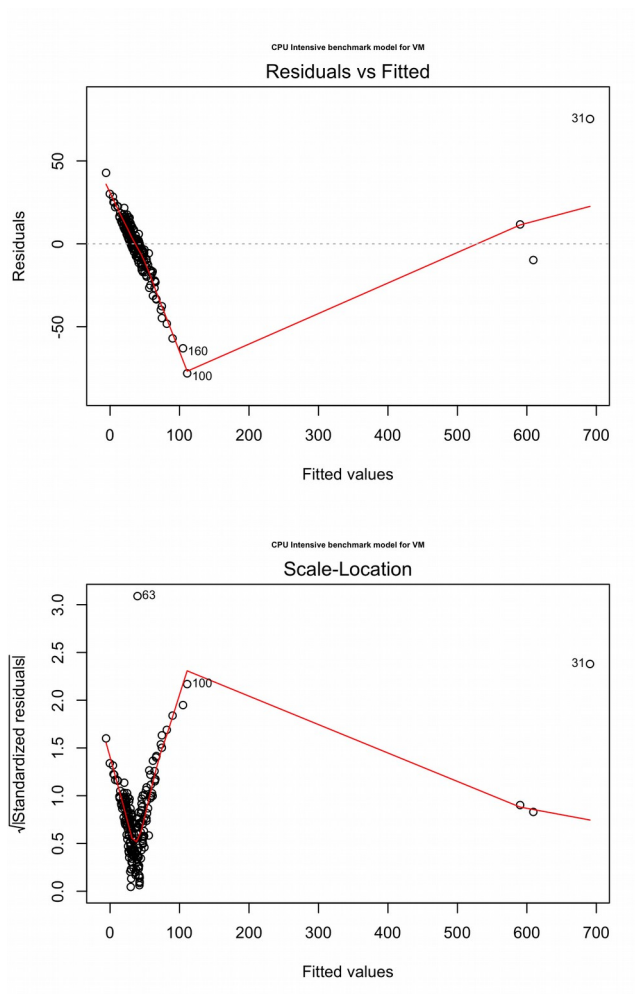 CPU Intensive benchmark model for VM
Residuals vs Fitted
31
50
Residuals
0
-50
160
100
0 100 200 300 400 500 600 700
Fitted values
CPU Intensive benchmark model for VM
Scale-Location
63
3.0
2.5
31
100
2.0
√|Standardized residuals|
1.5
1.0
0.5
0.0
0 100 200 300 400 500 600 700
Fitted values